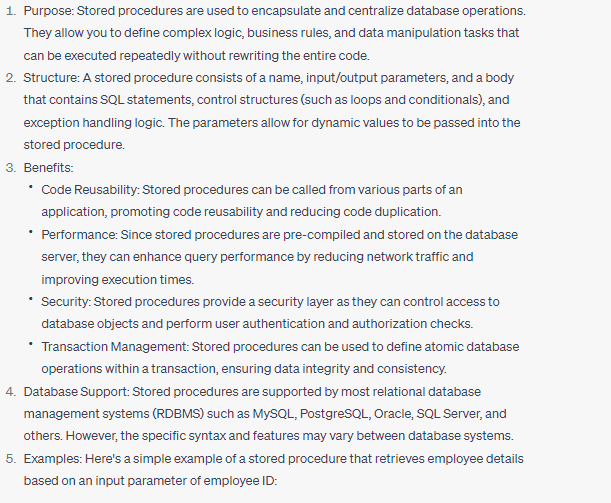 1. Purpose: Stored procedures are used to encapsulate and centralize database operations.
They allow you to define complex logic, business rules, and data manipulation tasks that
can be executed repeatedly without rewriting the entire code.
2. Structure: A stored procedure consists of a name, input/output parameters, and a body
that contains SQL statements, control structures (such as loops and conditionals), and
exception handling logic. The parameters allow for dynamic values to be passed into the
stored procedure.
3. Benefits:
• Code Reusability: Stored procedures can be called from various parts of an
application, promoting code reusability and reducing code duplication.
• Performance: Since stored procedures are pre-compiled and stored on the database
server, they can enhance query performance by reducing network traffic and
improving execution times.
• Security: Stored procedures provide a security layer as they can control access to
database objects and perform user authentication and authorization checks.
• Transaction Management: Stored procedures can be used to define atomic database
operations within a transaction, ensuring data integrity and consistency.
4. Database Support: Stored procedures are supported by most relational database
management systems (RDBMS) such as MySQL, PostgreSQL, Oracle, SQL Server, and
others. However, the specific syntax and features may vary between database systems.
5. Examples: Here's a simple example of a stored procedure that retrieves employee details
based on an input parameter of employee ID: